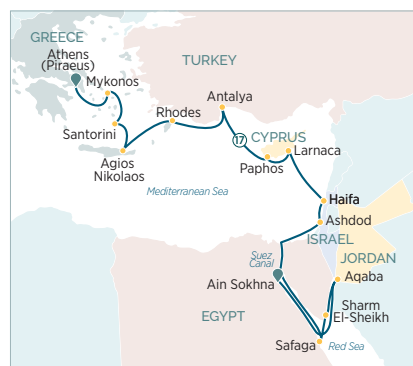 GREECE
Athens
(Piraeus)
Mykonos
TURKEY
Antalya
Rhodes
Santorini
17
CYPRUS
Larnaca
Agios
Nikolaos
Paphos
Mediterranean Sea
Haifa
Ashdod
ISRAEL
Suez
Canal
JORDAN
Ain Sokhna
Aqaba
Sharm
El-Sheikh
EGYPT
Safaga
Red Sea